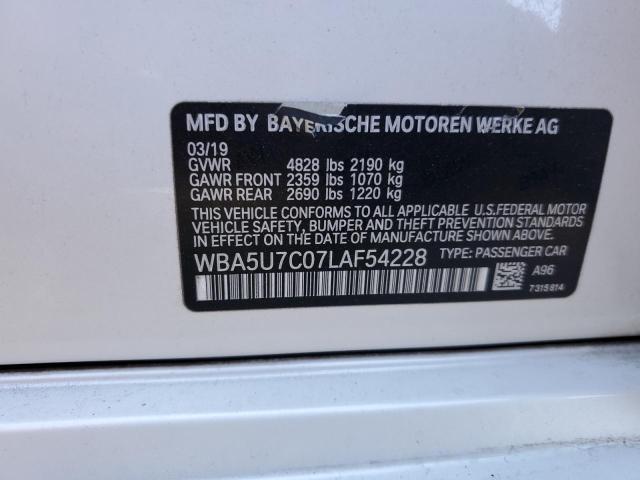 MFD BY BAYERISCHE MOTOREN WERKE AG
03/19
GVWR 4828 lbs 2190 kg
GAWR FRONT 2359 lbs 1070 kg
GAWR REAR 2690 lbs 1220 kg
THIS VEHICLE CONFORMS TO ALL APPLICABLE U.S.FEDERAL MOTOR
VEHICLE SAFETY, BUMPER AND THEFT PREVENTION STANDARDS
IN EFFECT ON THE DATE OF MANUFACTURE SHOWN ABOVE.
WBA5U7C07LAF54228 TYPE: PASSENGER CAR
A96
7315814